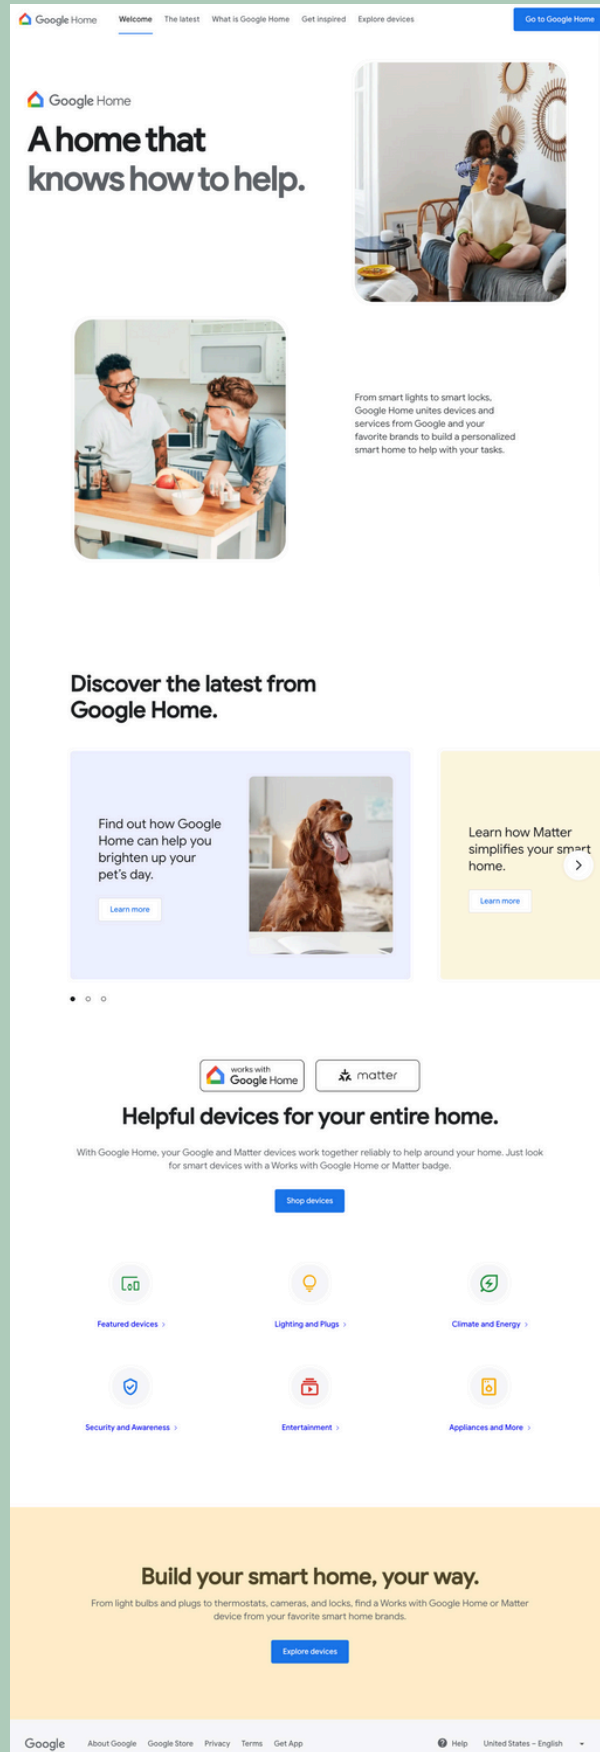 Google Home
Welcome
The latest
What is Google Home
Get inspired
Explore devices
Go to Google Home
Google Home
A home that
knows how to help.
From smart lights to smart locks,
Google Home unites devices and
services from Google and your
favorite brands to build a personalized
smart home to help with your tasks.
Discover the latest from
Google Home.
Find out how Google
Home can help you
brighten up your
pet's day.
Learn more
Learn how Matter
simplifies your smart
home.
Learn more
works with
Google Home
matter
Helpful devices for your entire home.
With Google Home, your Google and Matter devices work together reliably to help around your home. Just look
for smart devices with a Works with Google Home or Matter badge.
Shop devices
Featured devices
Lighting and Plugs
Climate and Energy
Security and Awareness
Entertainment
Appliances and More
Build your smart home, your way.
From light bulbs and plugs to thermostats, cameras, and locks, find a Works with Google Home or Matter
device from your favorite smart home brands.
Explore devices
Google
About Google
Google Store
Privacy
Terms
Get App
Help
United States – English